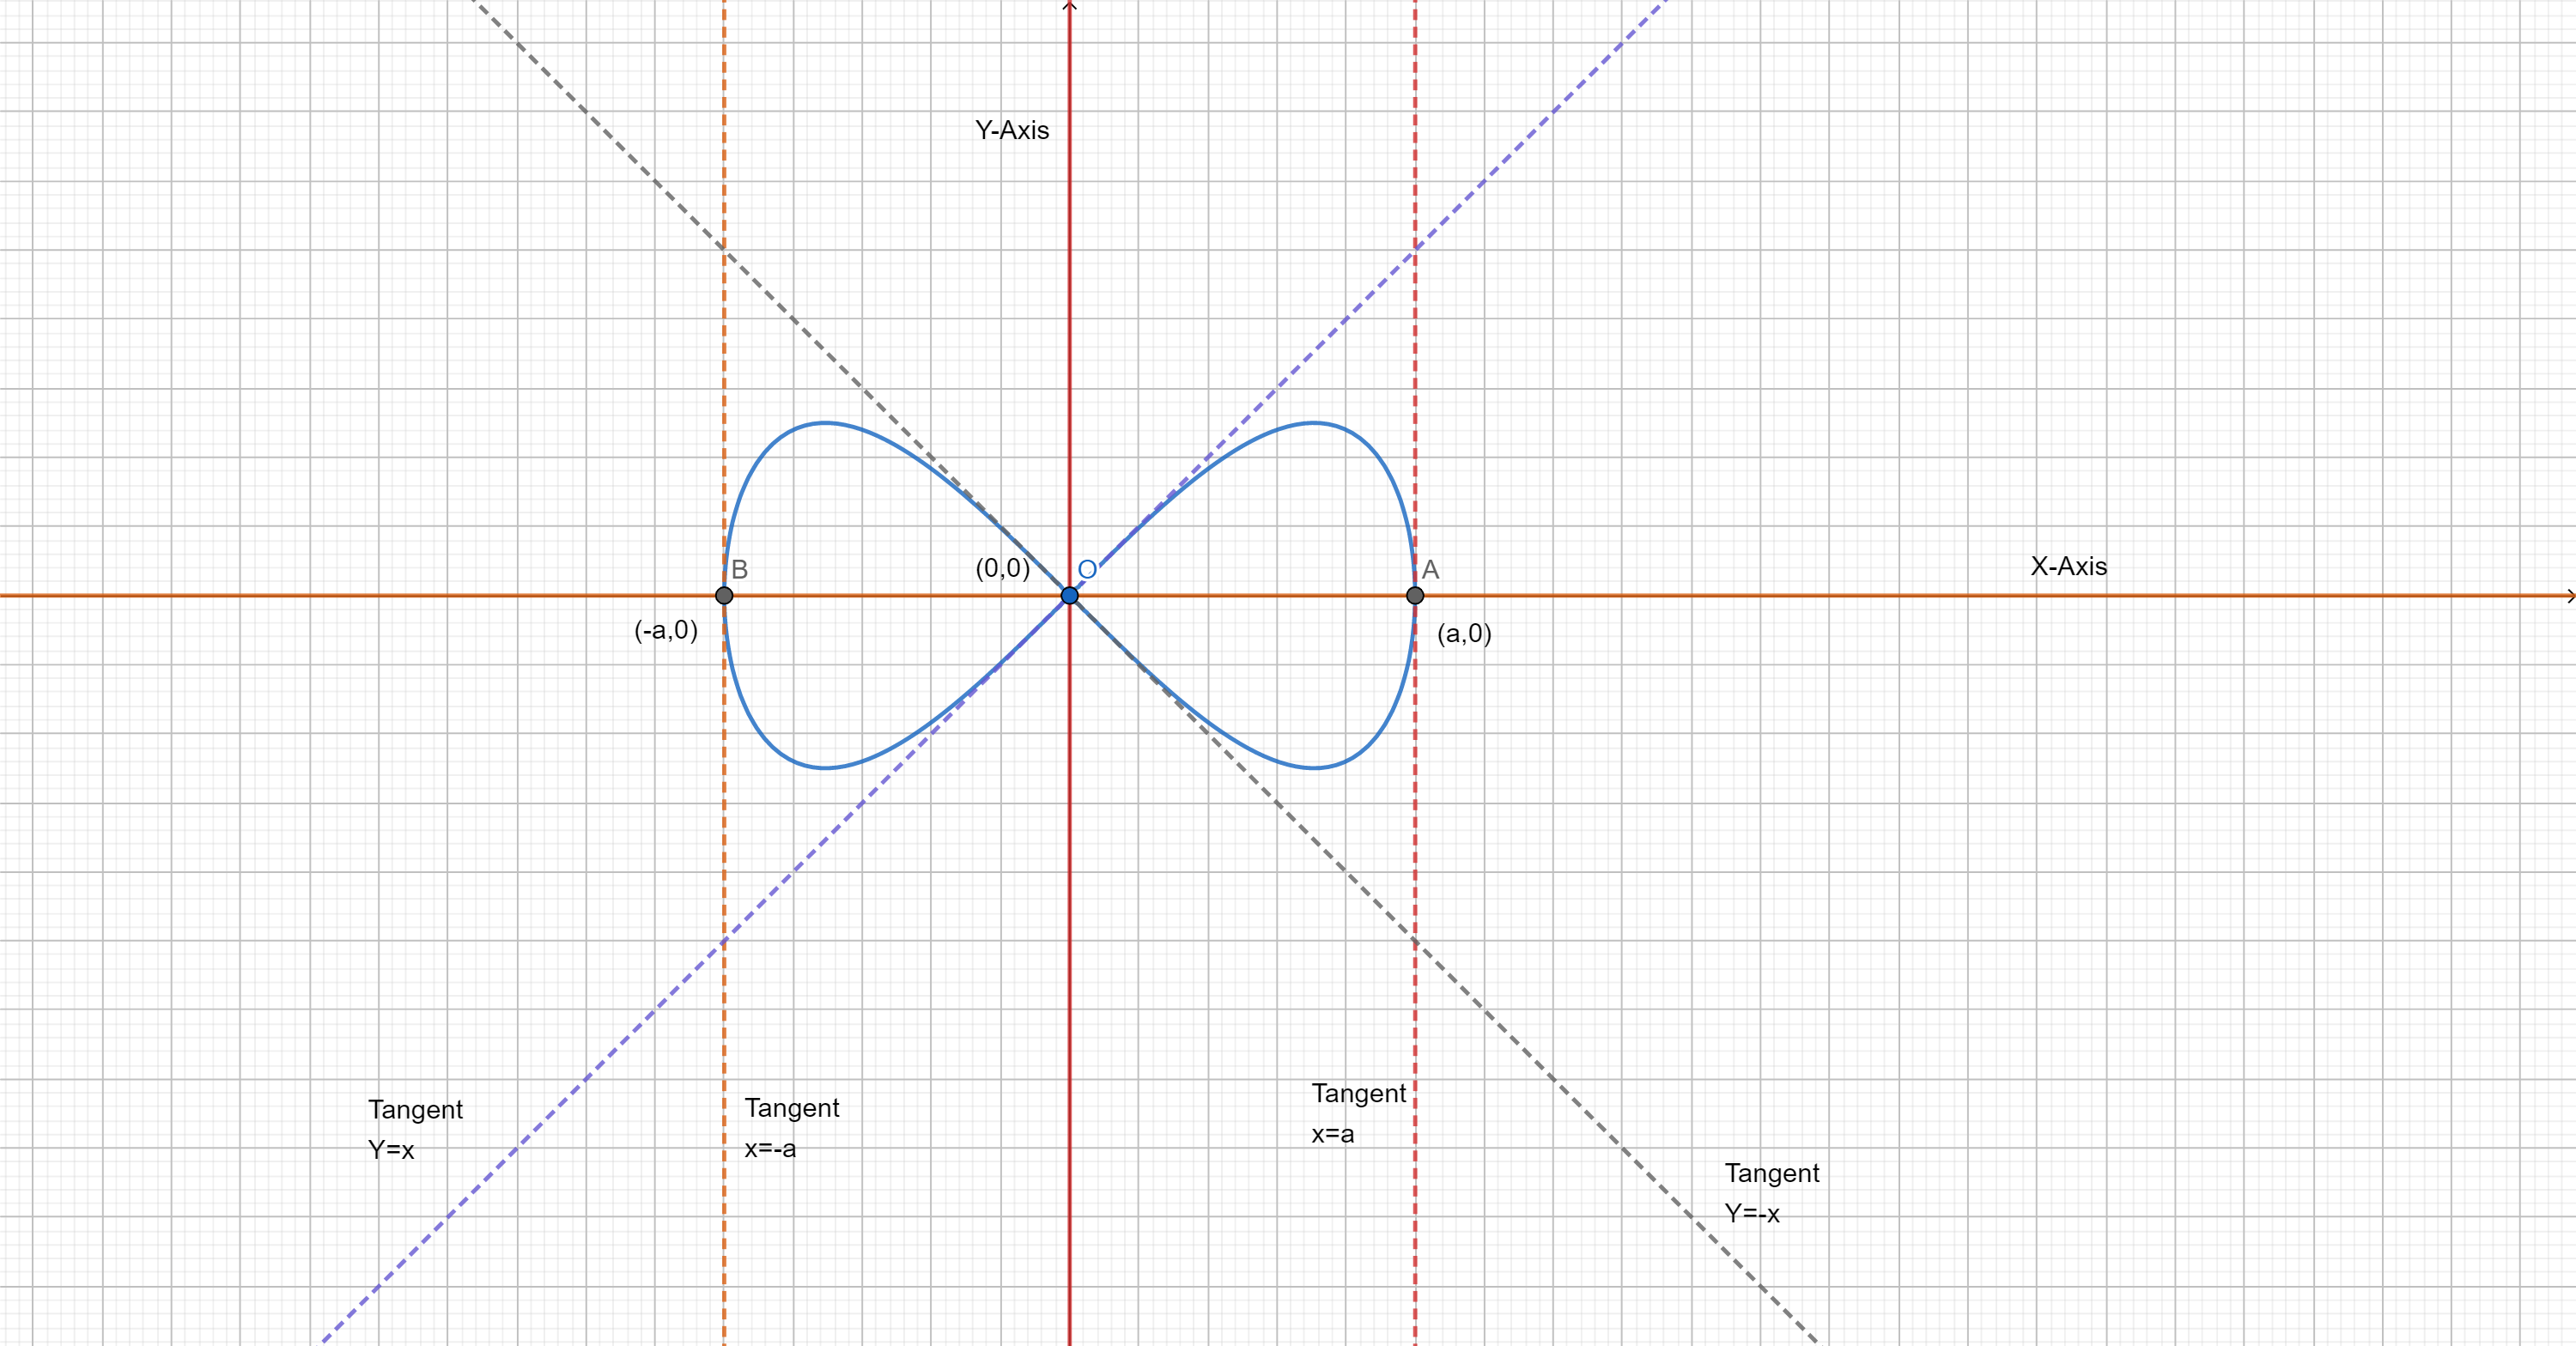 Y-Axis
B
(0,0)
O
A
X-Axis
(-a,0)
(a,0)
Tangent
Y=x
Tangent
x=-a
Tangent
x=a
Tangent
Y=-x